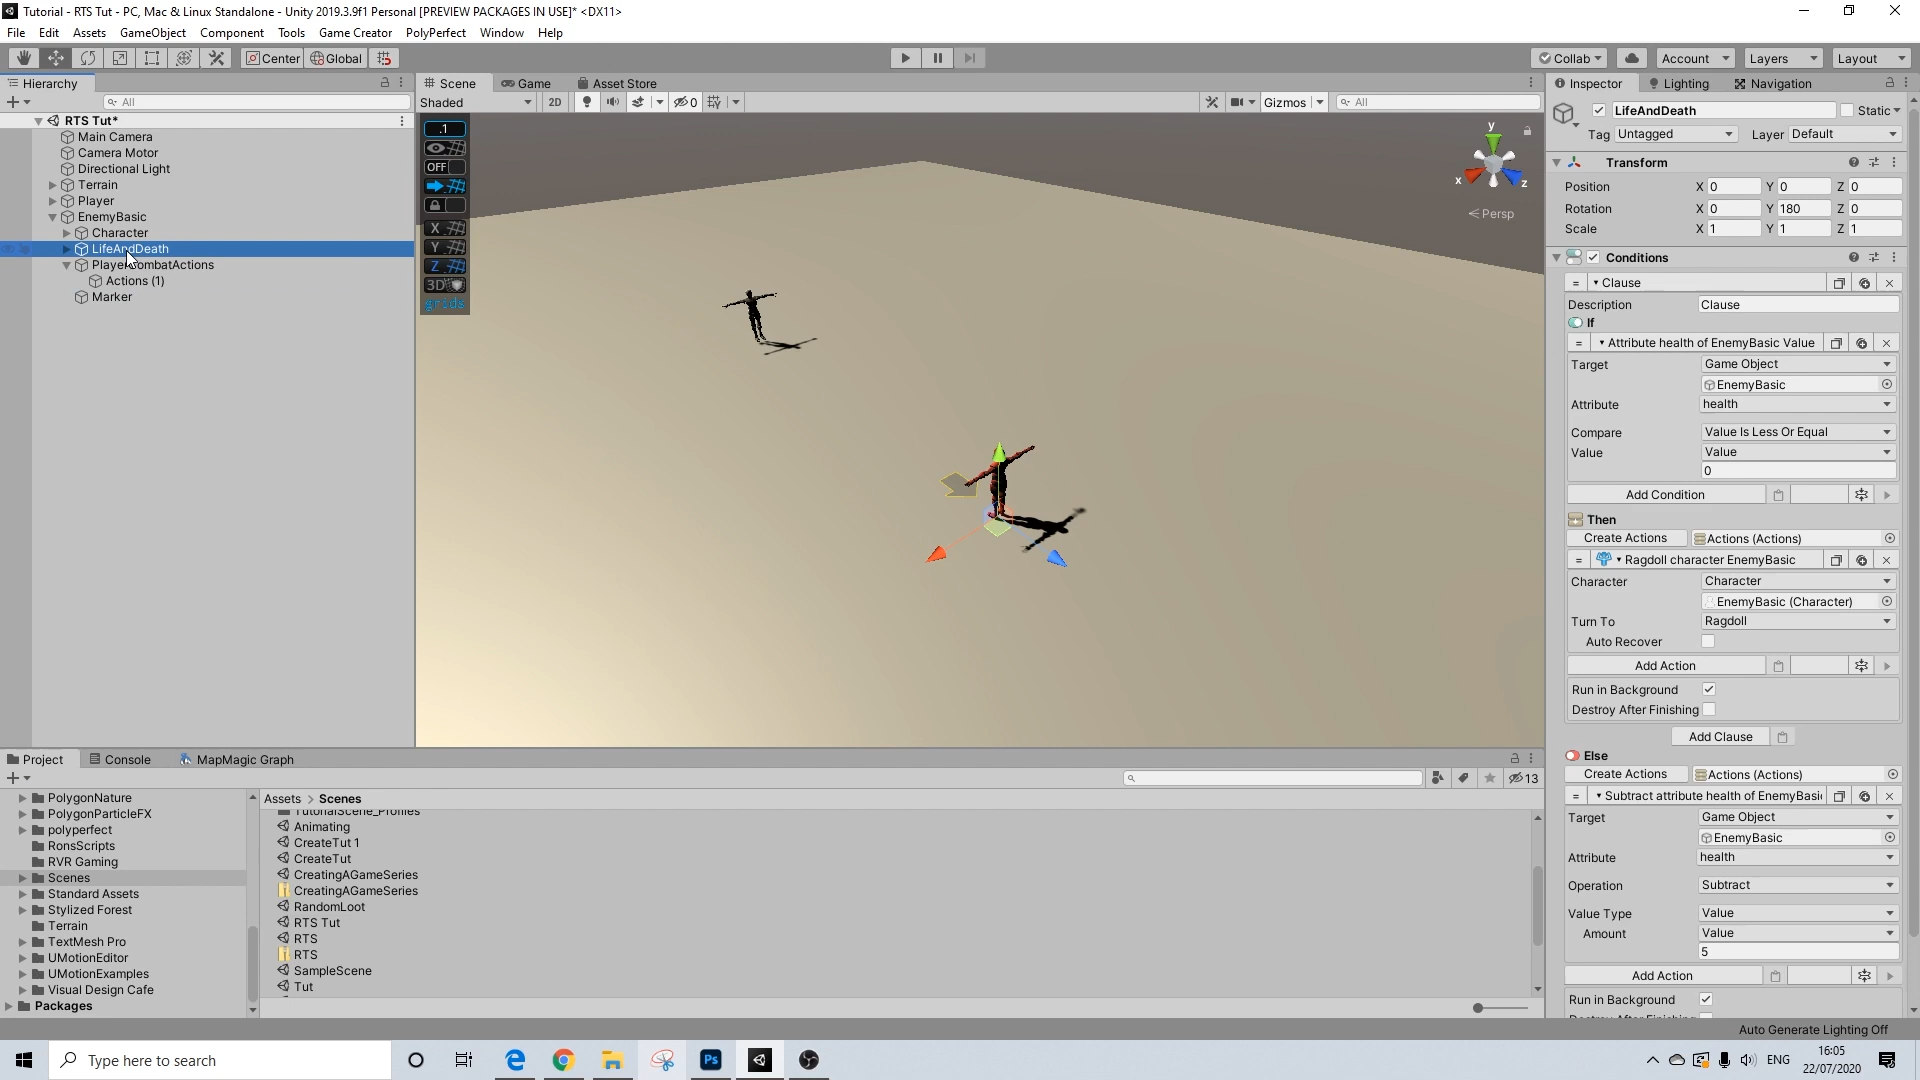 Tutorial - RTS Tut - PC, Mac & Linux Standalone - Unity 2019.3.9f1 Personal [PREVIEW PACKAGES IN USE]* <DX11>
File Edit Assets GameObject Component Tools Game Creator PolyPerfect Window Help
Center Global Collab Account Layers Layout
Hierarchy
All
RTS Tut*
Main Camera
Camera Motor
Directional Light
Terrain
Player
EnemyBasic
Character
LifeAndDeath
PlayerCombatActions
Actions (1)
Marker
Scene Game Asset Store
Shaded 2D 0 Gizmos All
.1
OFF
X
Y
Z
3D
grids
y
x z
Persp
Inspector Lighting Navigation
LifeAndDeath Static
Tag Untagged Layer Default
Transform
Position X 0 Y 0 Z 0
Rotation X 0 Y 180 Z 0
Scale X 1 Y 1 Z 1
Conditions
= Clause
Description Clause
If
= Attribute health of EnemyBasic Value
Target Game Object
EnemyBasic
Attribute health
Compare Value Is Less Or Equal
Value Value
0
Add Condition
Then
Create Actions Actions (Actions)
= Ragdoll character EnemyBasic
Character Character
EnemyBasic (Character)
Turn To Ragdoll
Auto Recover
Add Action
Run in Background
Destroy After Finishing
Add Clause
Else
Create Actions Actions (Actions)
= Subtract attribute health of EnemyBasi
Target Game Object
EnemyBasic
Attribute health
Operation Subtract
Value Type Value
Amount Value
5
Add Action
Run in Background
Project Console MapMagic Graph
13
PolygonNature
PolygonParticleFX
polyperfect
RonsScripts
RVR Gaming
Scenes
Standard Assets
Stylized Forest
Terrain
TextMesh Pro
UMotionEditor
UMotionExamples
Visual Design Cafe
Packages
Assets > Scenes
TutorialScene_Profiles
Animating
CreateTut 1
CreateTut
CreatingAGameSeries
CreatingAGameSeries
RandomLoot
RTS Tut
RTS
RTS
SampleScene
Tut
Auto Generate Lighting Off
Type here to search
Ps
ENG
16:05
22/07/2020